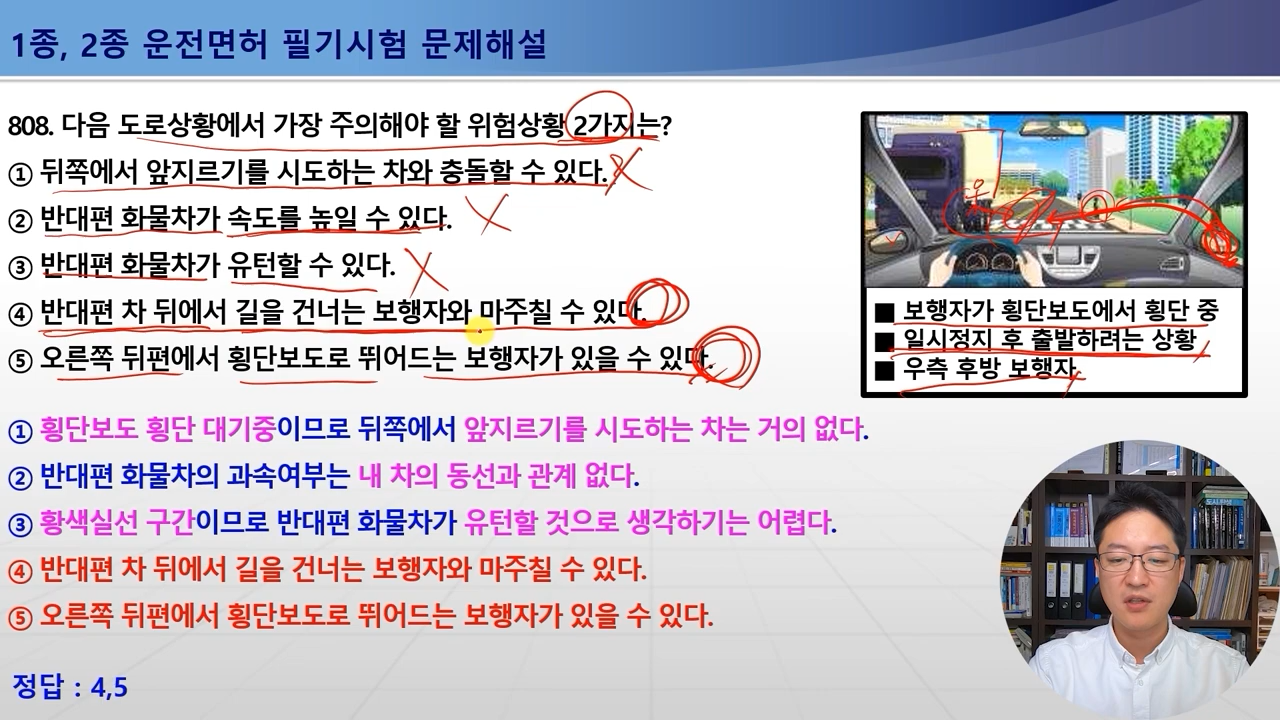 1종, 2종 운전면허 필기시험 문제해설
808. 다음 도로상황에서 가장 주의해야 할 위험상황 2가지는?
① 뒤쪽에서 앞지르기를 시도하는 차와 충돌할 수 있다.
② 반대편 화물차가 속도를 높일 수 있다.
③ 반대편 화물차가 유턴할 수 있다.
④ 반대편 차 뒤에서 길을 건너는 보행자와 마주칠 수 있다.
⑤ 오른쪽 뒤편에서 횡단보도로 뛰어드는 보행자가 있을 수 있다.
■ 보행자가 횡단보도에서 횡단 중
■ 일시정지 후 출발하려는 상황
■ 우측 후방 보행자
① 횡단보도 횡단 대기중이므로 뒤쪽에서 앞지르기를 시도하는 차는 거의 없다.
② 반대편 화물차의 과속여부는 내 차의 동선과 관계 없다.
③ 황색실선 구간이므로 반대편 화물차가 유턴할 것으로 생각하기는 어렵다.
④ 반대편 차 뒤에서 길을 건너는 보행자와 마주칠 수 있다.
⑤ 오른쪽 뒤편에서 횡단보도로 뛰어드는 보행자가 있을 수 있다.
정답 : 4,5